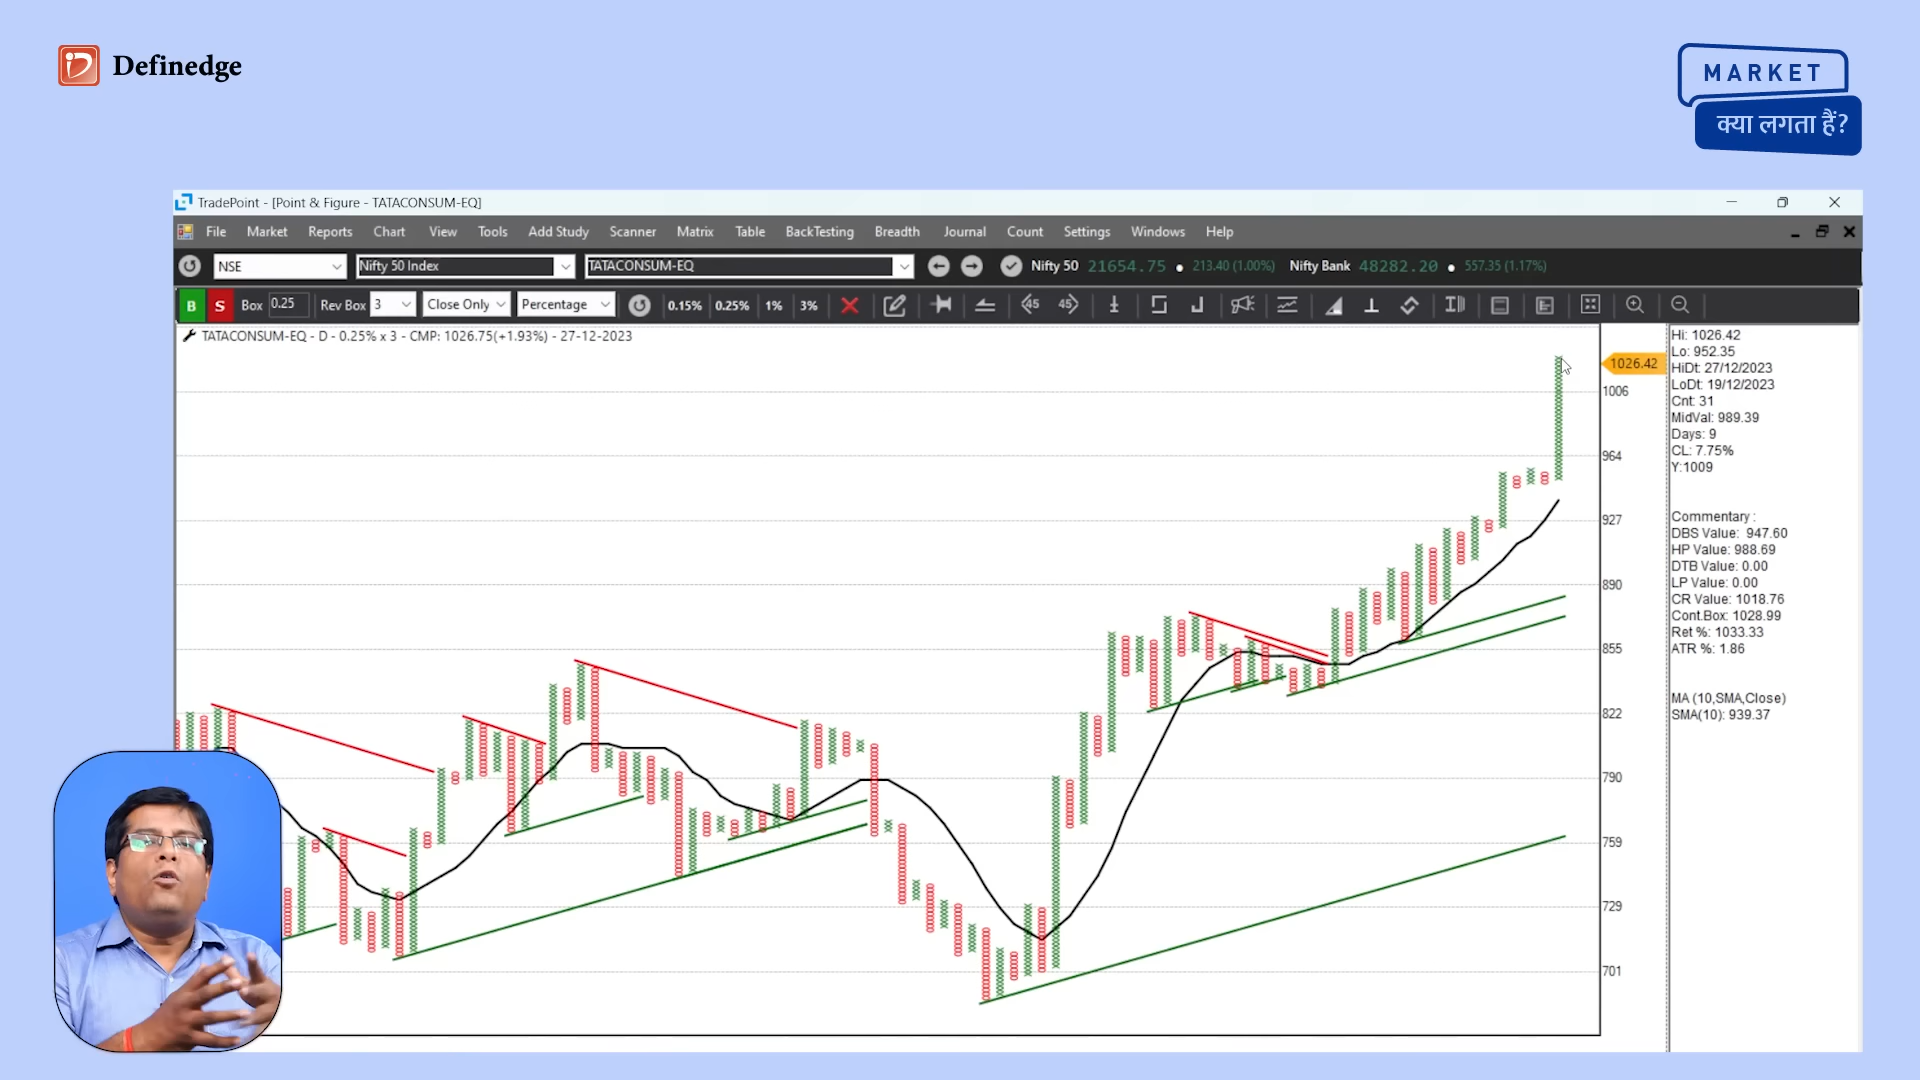 Definedge
MARKET
क्या लगता हैं?
TradePoint - [Point & Figure - TATACONSUM-EQ]
File Market Reports Chart View Tools Add Study Scanner Matrix Table BackTesting Breadth Journal Count Settings Windows Help
NSE Nifty 50 Index TATACONSUM-EQ Nifty 50 21654.75 213.40 (1.00%) Nifty Bank 48282.20 557.35 (1.17%)
B S Box 0.25 Rev Box 3 Close Only Percentage 0.15% 0.25% 1% 3% 45 45
TATACONSUM-EQ - D - 0.25% x 3 - CMP: 1026.75(+1.93%) - 27-12-2023
1026.42
1006
964
927
890
855
822
790
759
729
701
Hi: 1026.42
Lo: 952.35
HiDt: 27/12/2023
LoDt: 19/12/2023
Cnt: 31
MidVal: 989.39
Days: 9
CL: 7.75%
Y:1009
Commentary :
DBS Value: 947.60
HP Value: 988.69
DTB Value: 0.00
LP Value: 0.00
CR Value: 1018.76
Cont.Box: 1028.99
Ret %: 1033.33
ATR %: 1.86
MA (10,SMA,Close)
SMA(10): 939.37